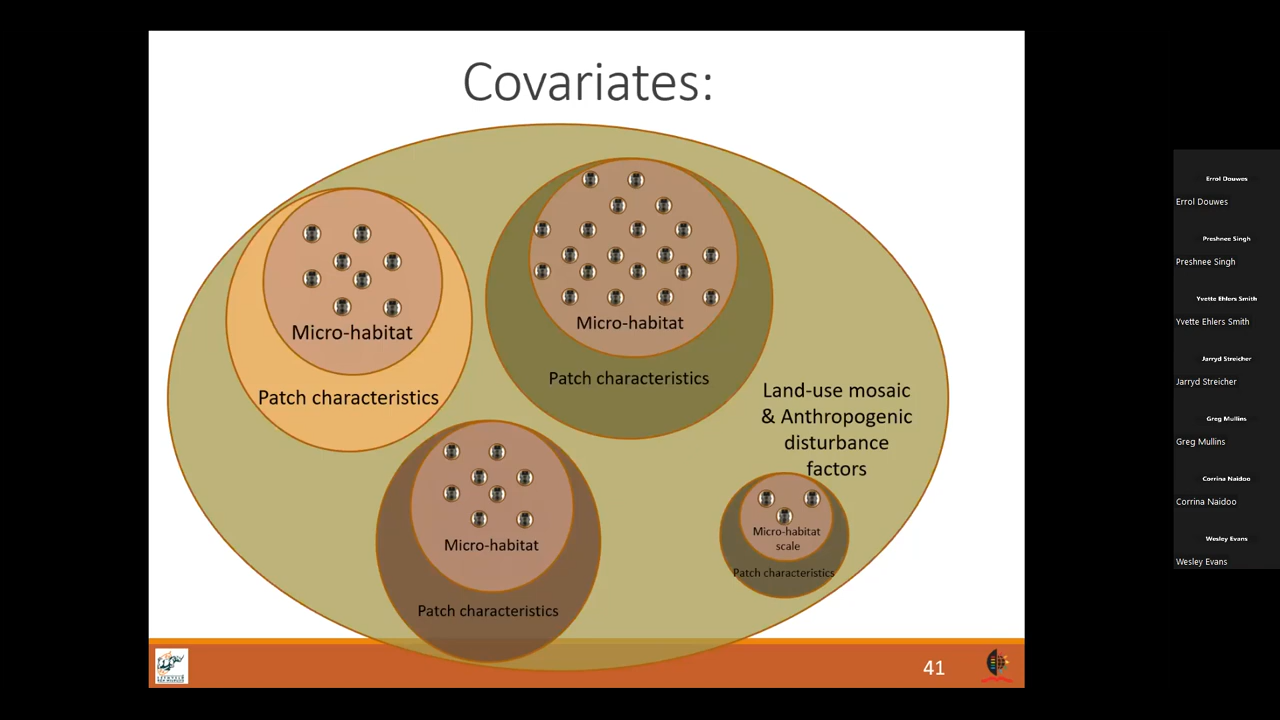 Covariates:
Micro-habitat
Patch characteristics
Micro-habitat
Patch characteristics
Land-use mosaic
& Anthropogenic
disturbance
factors
Micro-habitat
Patch characteristics
Micro-habitat
scale
Patch characteristics
41
Errol Douwes
Errol Douwes
Preshnee Singh
Preshnee Singh
Yvette Ehlers Smith
Yvette Ehlers Smith
Jarryd Streicher
Jarryd Streicher
Greg Mullins
Greg Mullins
Corrina Naidoo
Corrina Naidoo
Wesley Evans
Wesley Evans